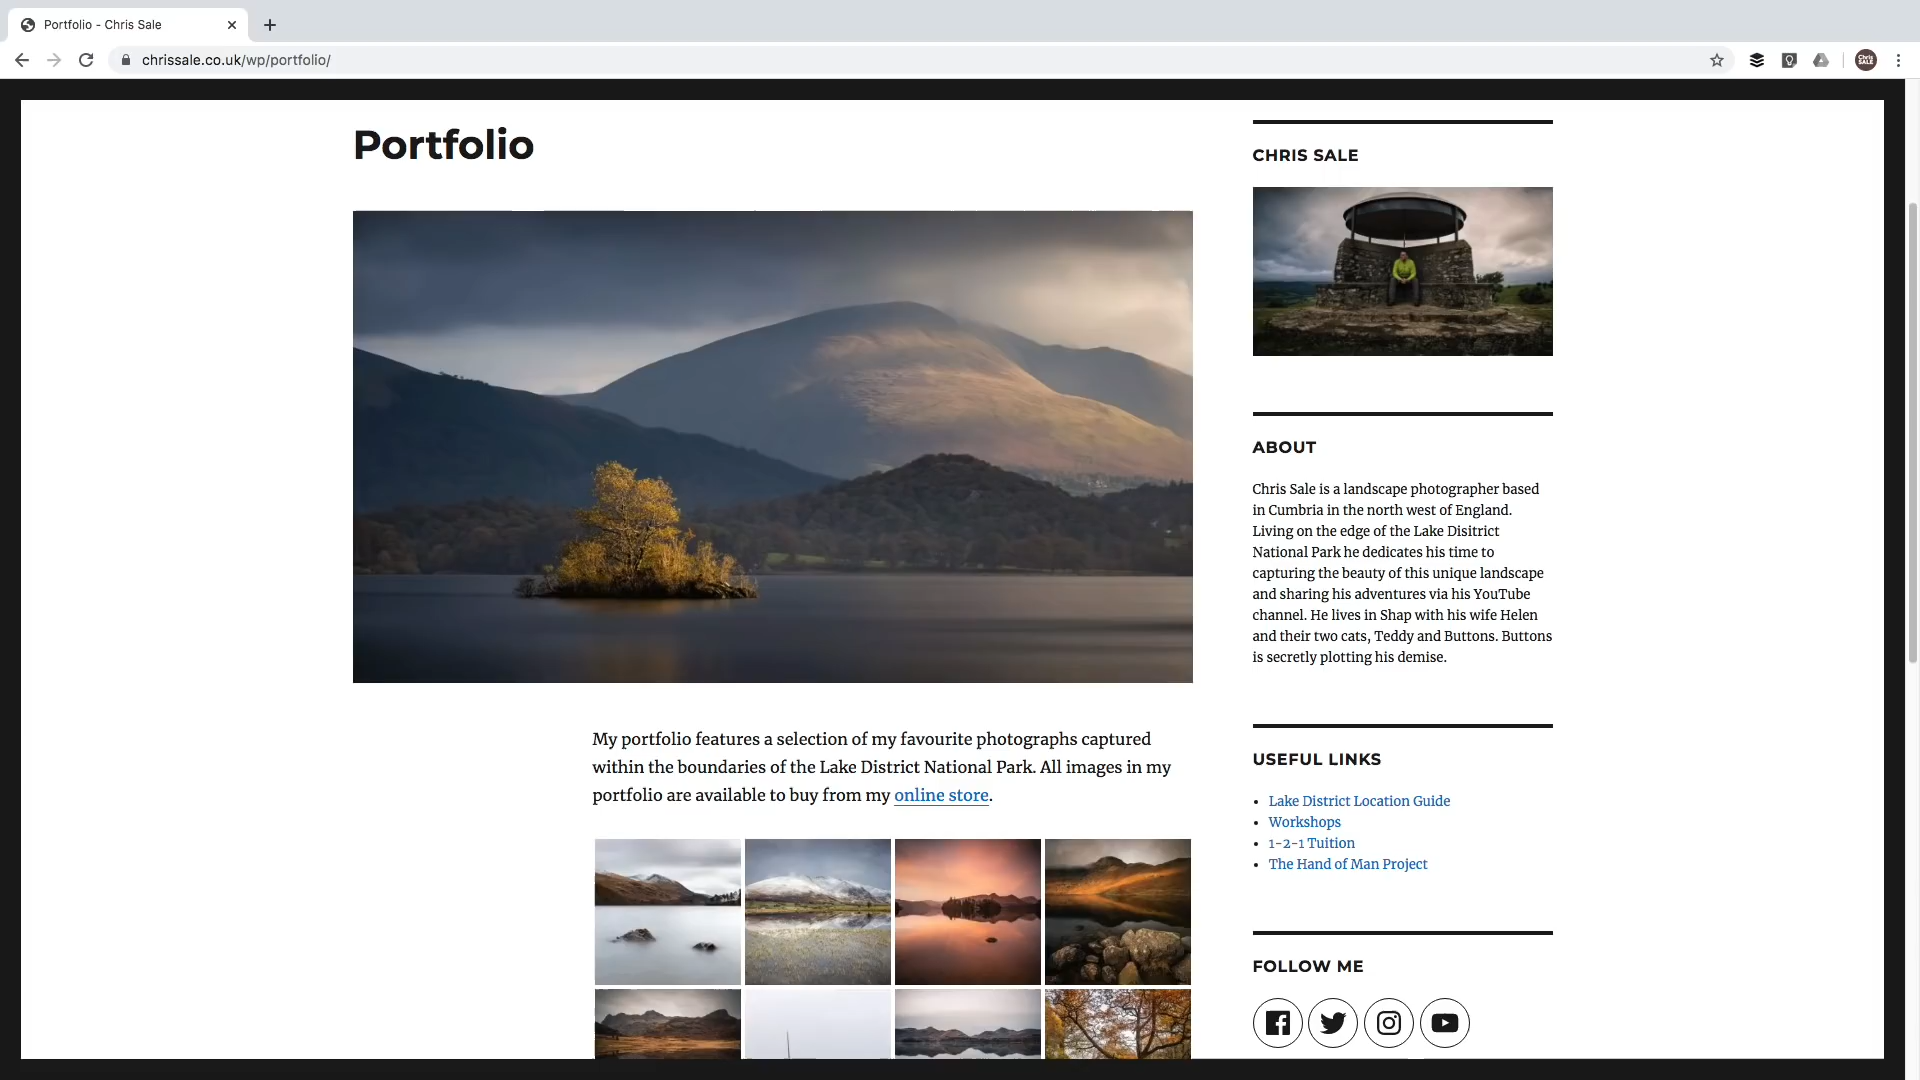 Portfolio - Chris Sale
chrissale.co.uk/wp/portfolio/
Chris
SALE
Portfolio
My portfolio features a selection of my favourite photographs captured
within the boundaries of the Lake District National Park. All images in my
portfolio are available to buy from my online store.
CHRIS SALE
ABOUT
Chris Sale is a landscape photographer based
in Cumbria in the north west of England.
Living on the edge of the Lake Disitrict
National Park he dedicates his time to
capturing the beauty of this unique landscape
and sharing his adventures via his YouTube
channel. He lives in Shap with his wife Helen
and their two cats, Teddy and Buttons. Buttons
is secretly plotting his demise.
USEFUL LINKS
Lake District Location Guide
Workshops
1-2-1 Tuition
The Hand of Man Project
FOLLOW ME